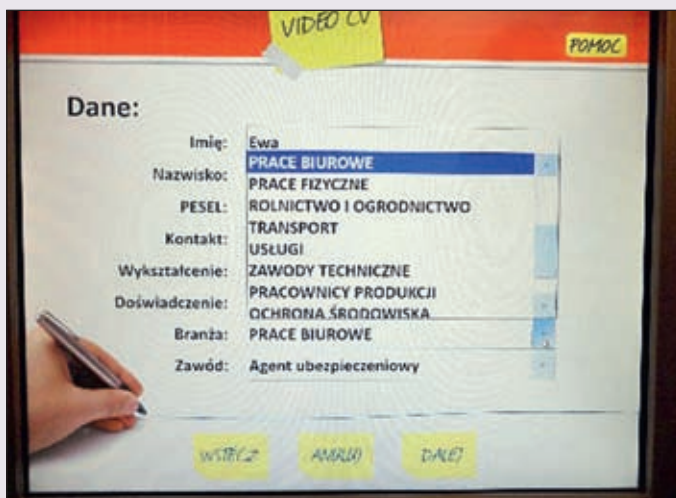 VIDEO CV
POMOC
Dane:
Imię: Ewa
PRACE BIUROWE
Nazwisko:
PRACE FIZYCZNE
PESEL: ROLNICTWO I OGRODNICTWO
TRANSPORT
Kontakt:
USŁUGI
Wykształcenie: ZAWODY TECHNICZNE
PRACOWNICY PRODUKCJI
Doświadczenie:
OCHRONA ŚRODOWISKA
Branża: PRACE BIUROWE
Zawód: Agent ubezpieczeniowy
WSTECZ ANULUJ DALEJ